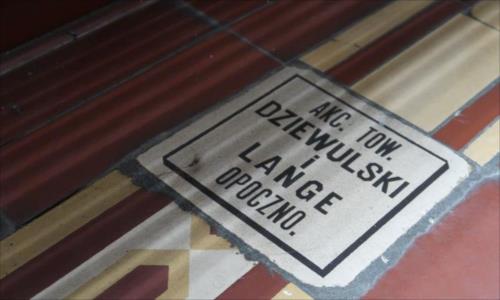 AKC. TOW.
DZIEWULSKI
i
LANGE
OPOCZNO.